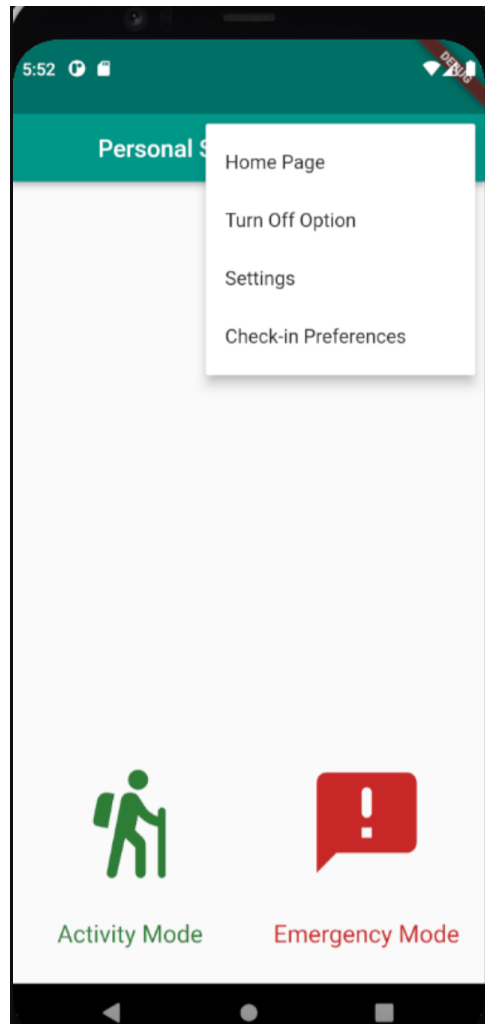 5:52
DEBUG
Personal S
Home Page
Turn Off Option
Settings
Check-in Preferences
Activity Mode
Emergency Mode